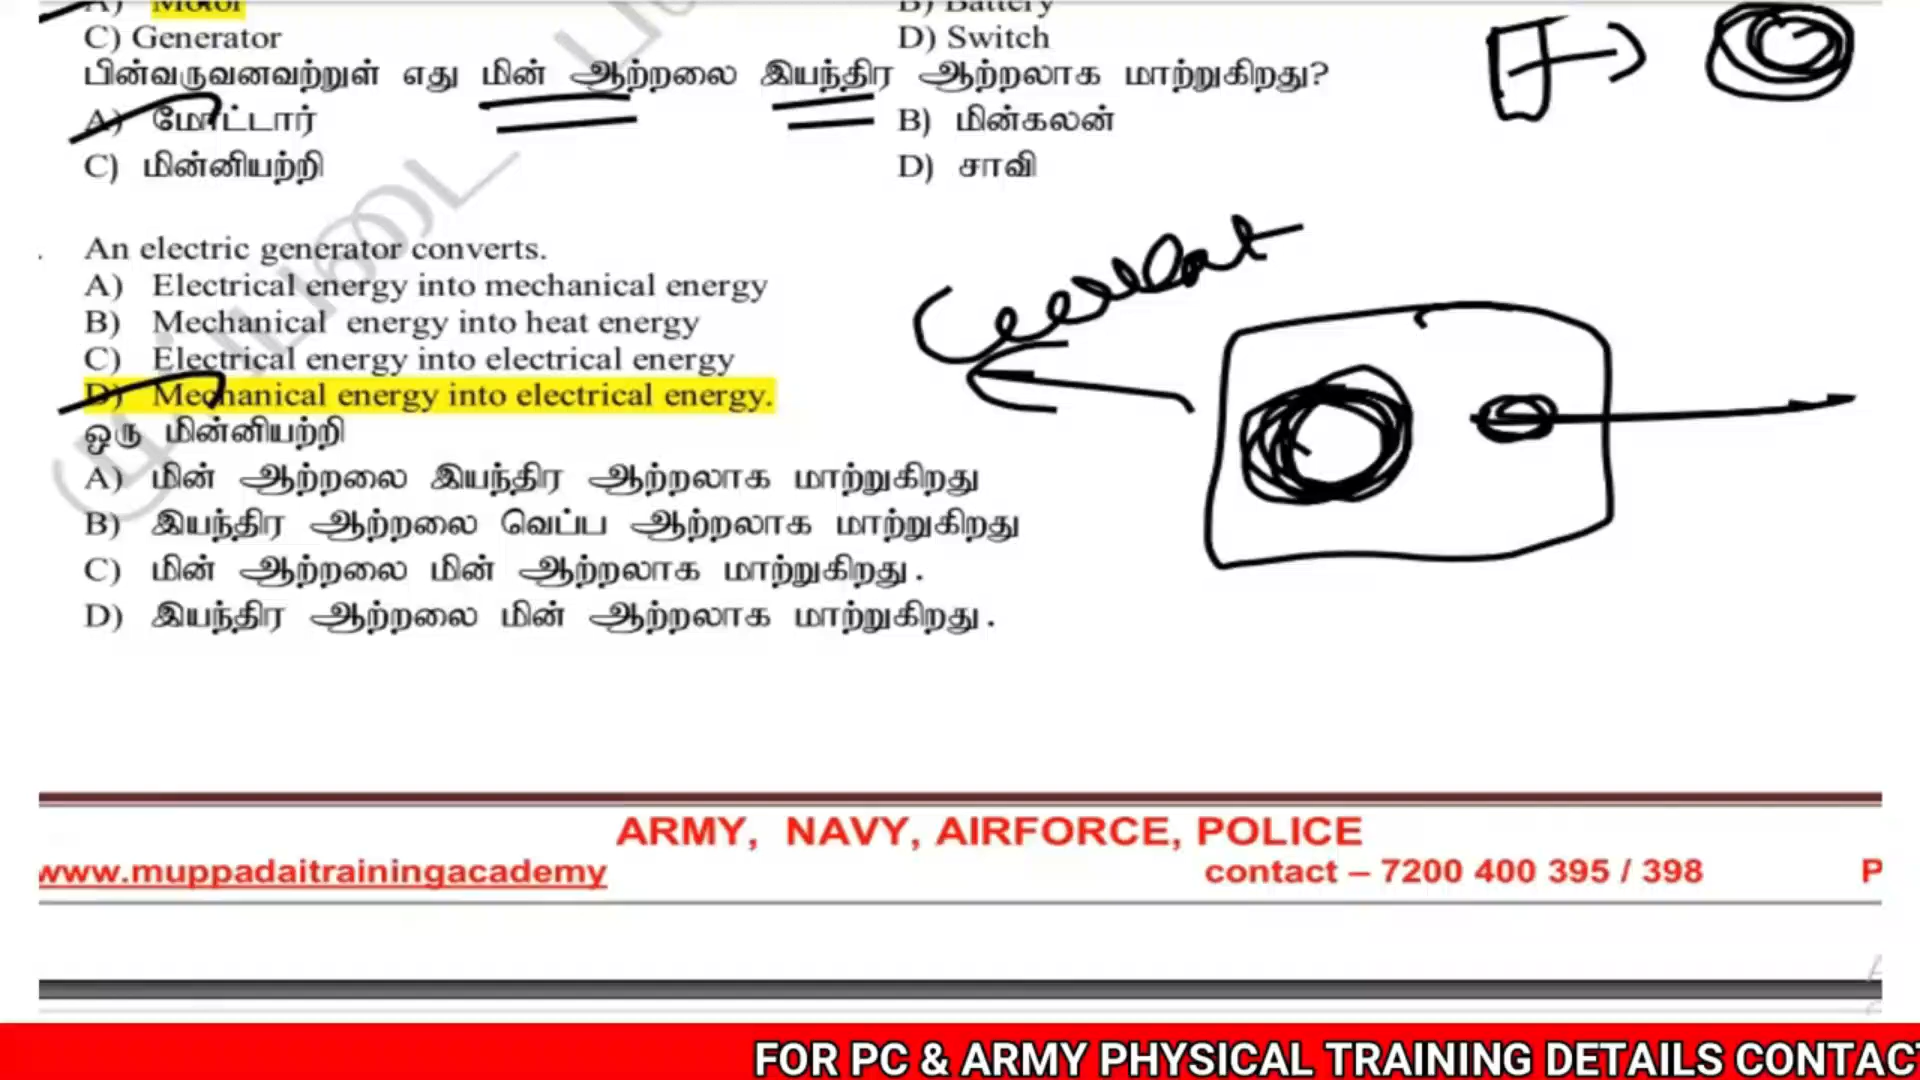 A) Motor
B) Battery
C) Generator
D) Switch
பின்வருவனவற்றுள் எது மின் ஆற்றலை இயந்திர ஆற்றலாக மாற்றுகிறது?
A) மோட்டார்
B) மின்கலன்
C) மின்னியற்றி
D) சாவி
An electric generator converts.
A) Electrical energy into mechanical energy
B) Mechanical energy into heat energy
C) Electrical energy into electrical energy
D) Mechanical energy into electrical energy.
ஒரு மின்னியற்றி
A) மின் ஆற்றலை இயந்திர ஆற்றலாக மாற்றுகிறது
B) இயந்திர ஆற்றலை வெப்ப ஆற்றலாக மாற்றுகிறது
C) மின் ஆற்றலை மின் ஆற்றலாக மாற்றுகிறது.
D) இயந்திர ஆற்றலை மின் ஆற்றலாக மாற்றுகிறது.
ARMY, NAVY, AIRFORCE, POLICE
www.muppadaitrainingacademy
contact – 7200 400 395 / 398
P
FOR PC & ARMY PHYSICAL TRAINING DETAILS CONTACT